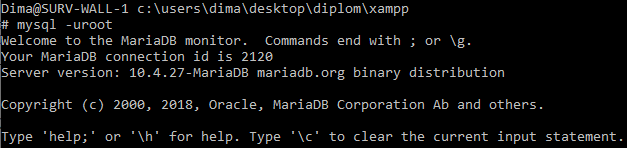 Dima@SURV-WALL-1 c:\users\dima\desktop\diplom\xampp
# mysql -uroot
Welcome to the MariaDB monitor.  Commands end with ; or \g.
Your MariaDB connection id is 2120
Server version: 10.4.27-MariaDB mariadb.org binary distribution

Copyright (c) 2000, 2018, Oracle, MariaDB Corporation Ab and others.

Type 'help;' or '\h' for help. Type '\c' to clear the current input statement.